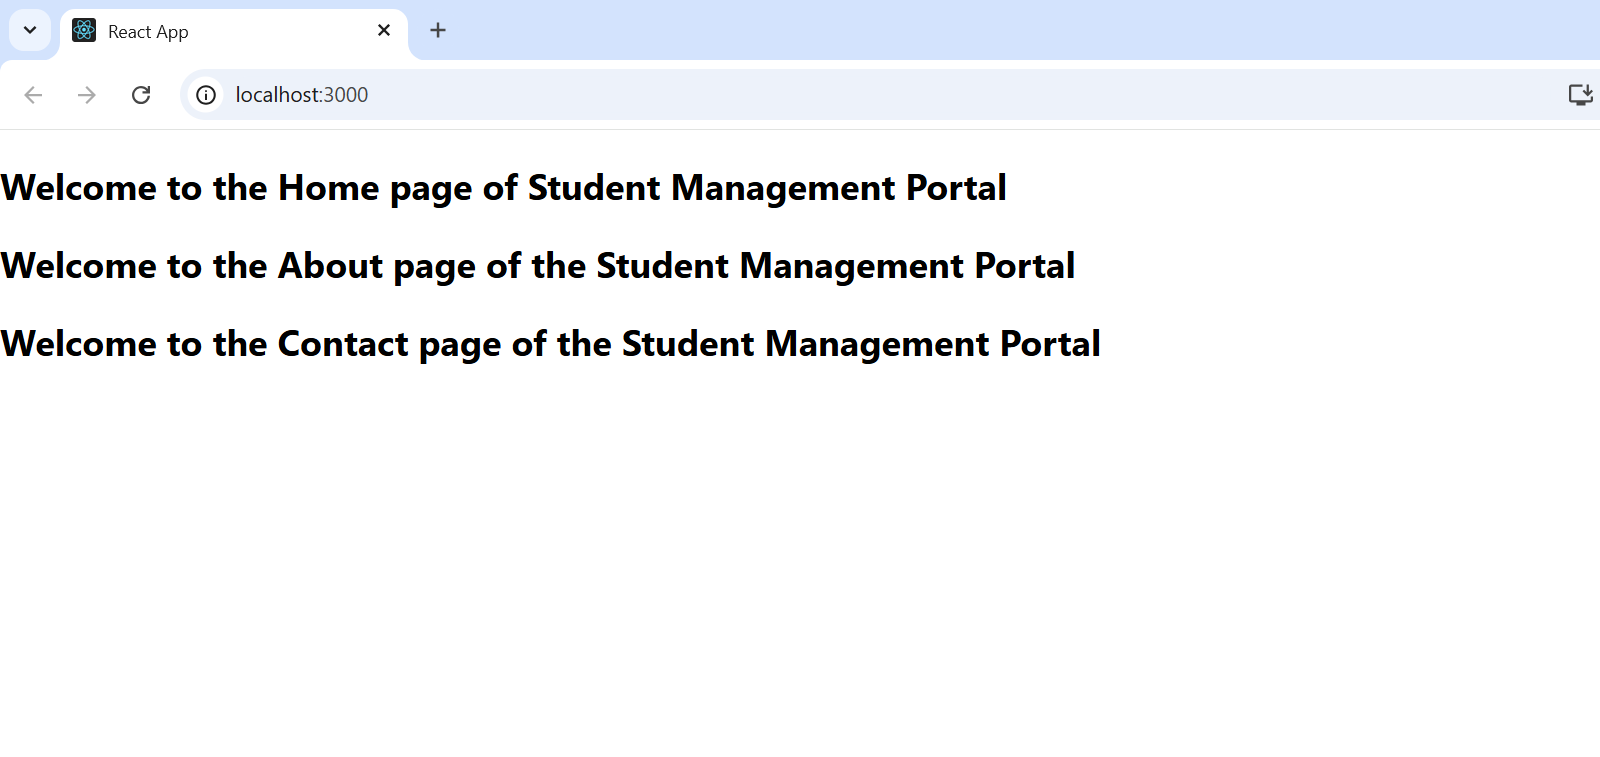 React App
localhost:3000
Welcome to the Home page of Student Management Portal
Welcome to the About page of the Student Management Portal
Welcome to the Contact page of the Student Management Portal